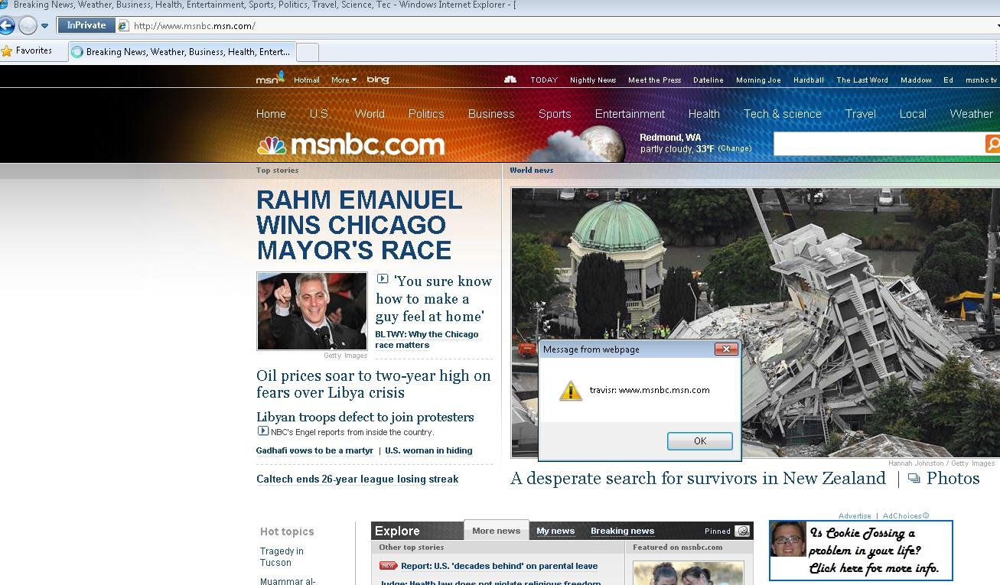 Breaking News, Weather, Business, Health, Entertainment, Sports, Politics, Travel, Science, Tec - Windows Internet Explorer - [
InPrivate http://www.msnbc.msn.com/
Favorites Breaking News, Weather, Business, Health, Entert...
msn Hotmail More bing TODAY Nightly News Meet the Press Dateline Morning Joe Hardball The Last Word Maddow Ed msnbc tv
Home U.S. World Politics Business Sports Entertainment Health Tech & science Travel Local Weather
msnbc.com
Redmond, WA
partly cloudy, 33°F (Change)
Top stories
RAHM EMANUEL
WINS CHICAGO
MAYOR'S RACE
'You sure know
how to make a
guy feel at home'
BLTWY: Why the Chicago
race matters
Getty Images
Oil prices soar to two-year high on
fears over Libya crisis
Libyan troops defect to join protesters
NBC's Engel reports from inside the country.
Gadhafi vows to be a martyr | U.S. woman in hiding
Caltech ends 26-year league losing streak
World news
Message from webpage
travisr: www.msnbc.msn.com
OK
Hannah Johnston / Getty Images
A desperate search for survivors in New Zealand | Photos
Hot topics
Tragedy in
Tucson
Muammar al-
Explore More news My news Breaking news Pinned
Other top stories
NEW Report: U.S. 'decades behind' on parental leave
Judge: Health law does not violate religious freedom
Featured on msnbc.com
Advertise | AdChoices
Is Cookie Tossing a
problem in your life?
Click here for more info.